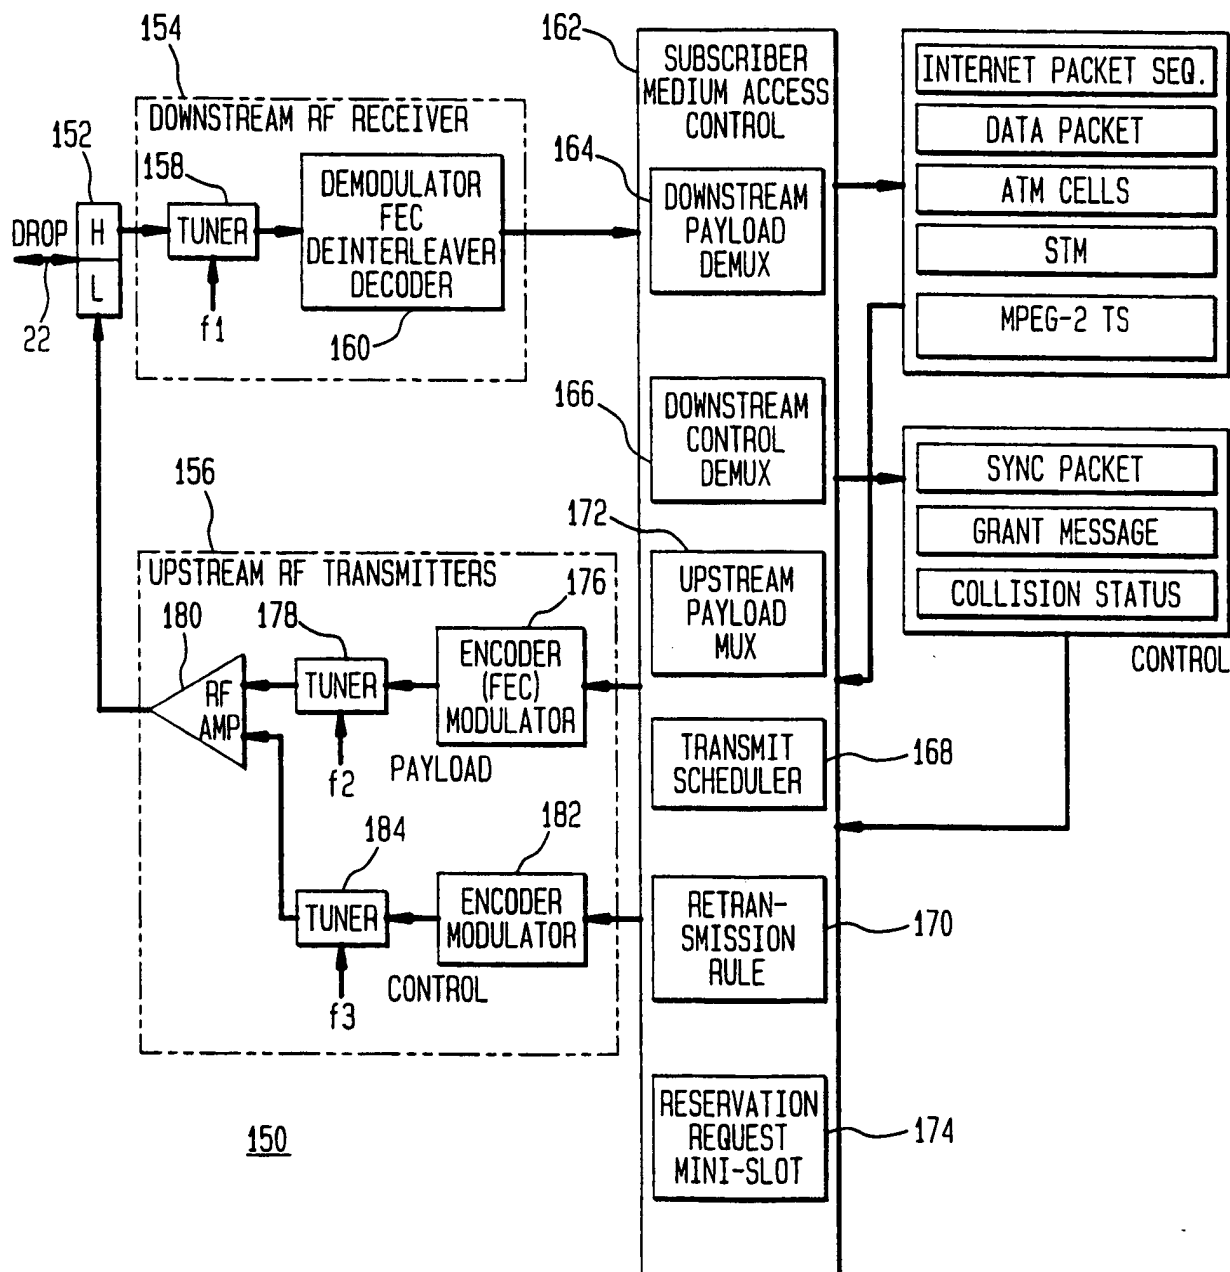 154
DOWNSTREAM RF RECEIVER
152
158
H
L
DROP
22
TUNER
f1
DEMODULATOR
FEC
DEINTERLEAVER
DECODER
160
162
SUBSCRIBER
MEDIUM ACCESS
CONTROL
164
DOWNSTREAM
PAYLOAD
DEMUX
166
DOWNSTREAM
CONTROL
DEMUX
172
UPSTREAM
PAYLOAD
MUX
TRANSMIT
SCHEDULER
168
RETRAN-
SMISSION
RULE
170
RESERVATION
REQUEST
MINI-SLOT
174
INTERNET PACKET SEQ.
DATA PACKET
ATM CELLS
STM
MPEG-2 TS
SYNC PACKET
GRANT MESSAGE
COLLISION STATUS
CONTROL
156
UPSTREAM RF TRANSMITTERS
180
178
176
RF
AMP
TUNER
ENCODER
(FEC)
MODULATOR
f2
PAYLOAD
184
182
TUNER
ENCODER
MODULATOR
f3
CONTROL
150